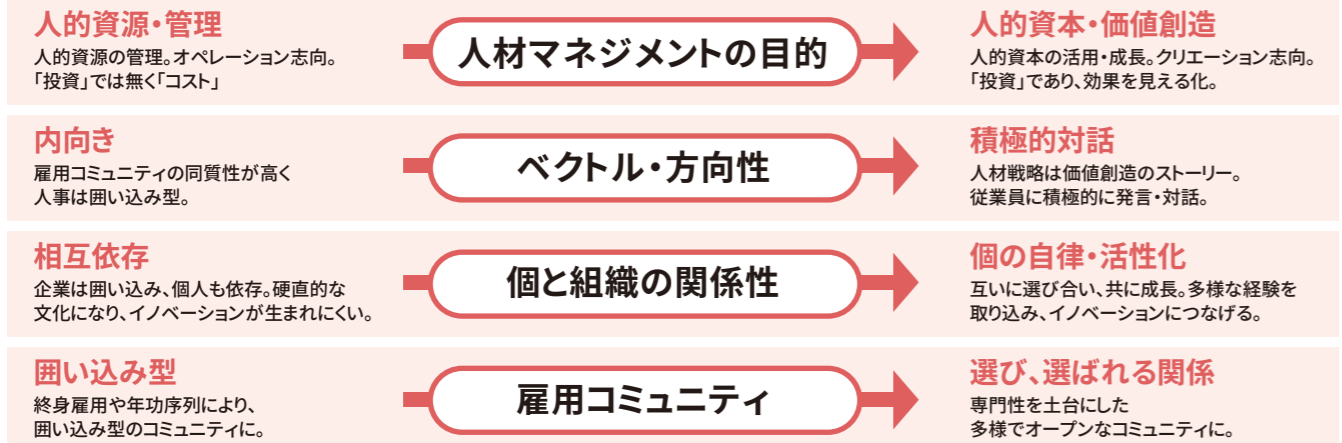 人的資源・管理
人的資源の管理。オペレーション志向。
「投資」では無く「コスト」
人材マネジメントの目的
人的資本・価値創造
人的資本の活用・成長。クリエーション志向。
「投資」であり、効果を見える化。
内向き
雇用コミュニティの同質性が高く
人事は囲い込み型。
ベクトル・方向性
積極的対話
人材戦略は価値創造のストーリー。
従業員に積極的に発言・対話。
相互依存
企業は囲い込み、個人も依存。硬直的な
文化になり、イノベーションが生まれにくい。
個と組織の関係性
個の自律・活性化
互いに選び合い、共に成長。多様な経験を
取り込み、イノベーションにつなげる。
囲い込み型
終身雇用や年功序列により、
囲い込み型のコミュニティに。
雇用コミュニティ
選び、選ばれる関係
専門性を土台にした
多様でオープンなコミュニティに。